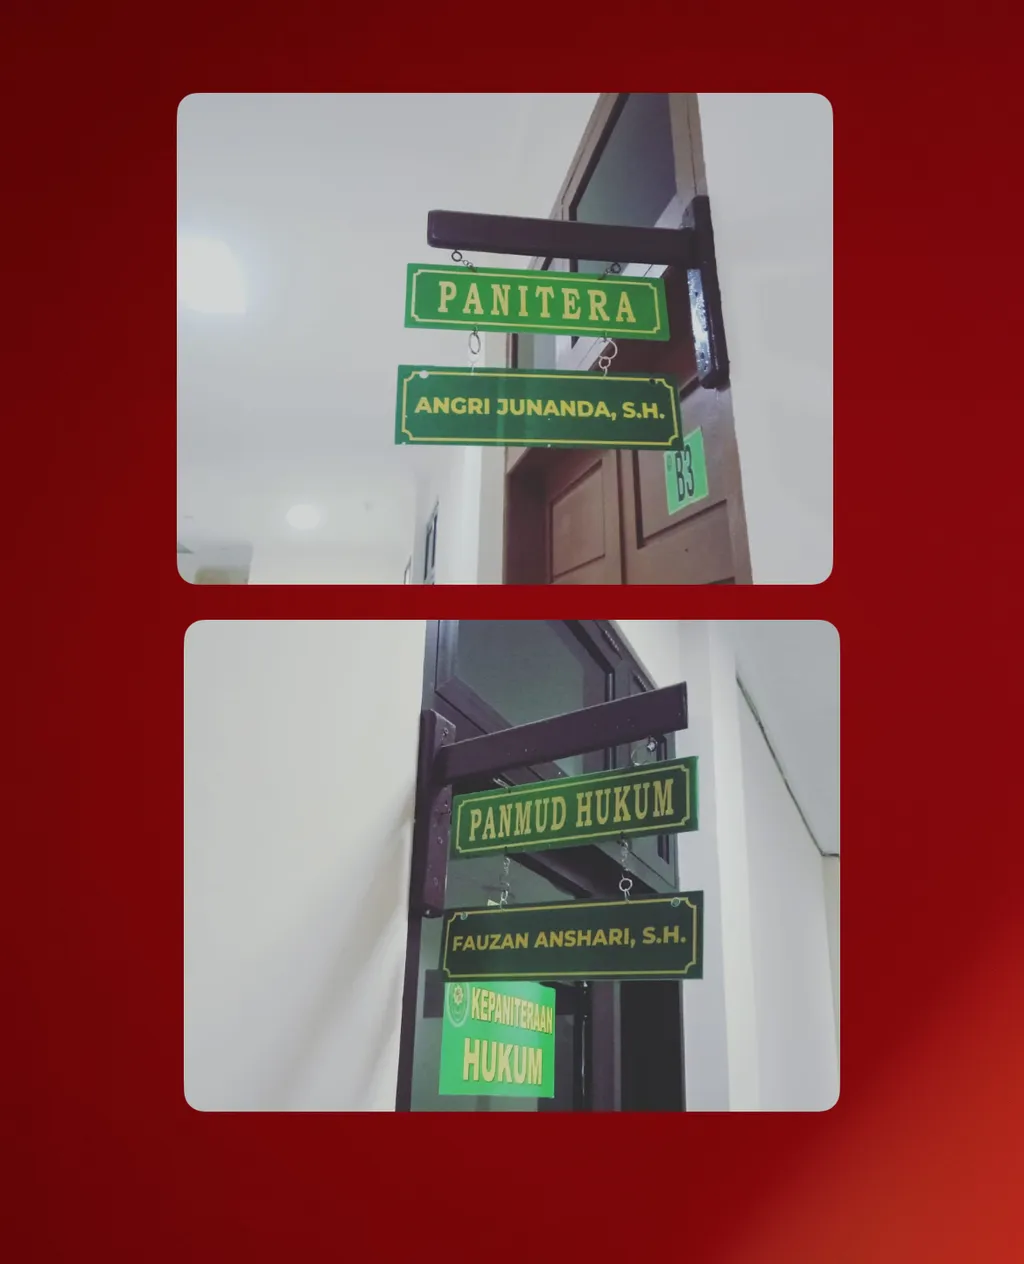 PANITERA
ANGRI JUNANDA, S.H.
B3
PANMUD HUKUM
FAUZAN ANSHARI, S.H.
KEPANITERAAN
HUKUM